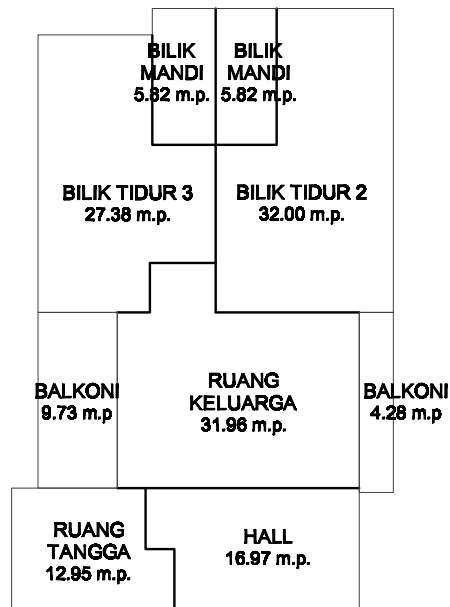 BILIK
MANDI
5.82 m.p.
BILIK
MANDI
5.82 m.p.
BILIK TIDUR 3
27.38 m.p.
BILIK TIDUR 2
32.00 m.p.
BALKONI
9.73 m.p
RUANG
KELUARGA
31.96 m.p.
BALKONI
4.28 m.p
RUANG
TANGGA
12.95 m.p.
HALL
16.97 m.p.